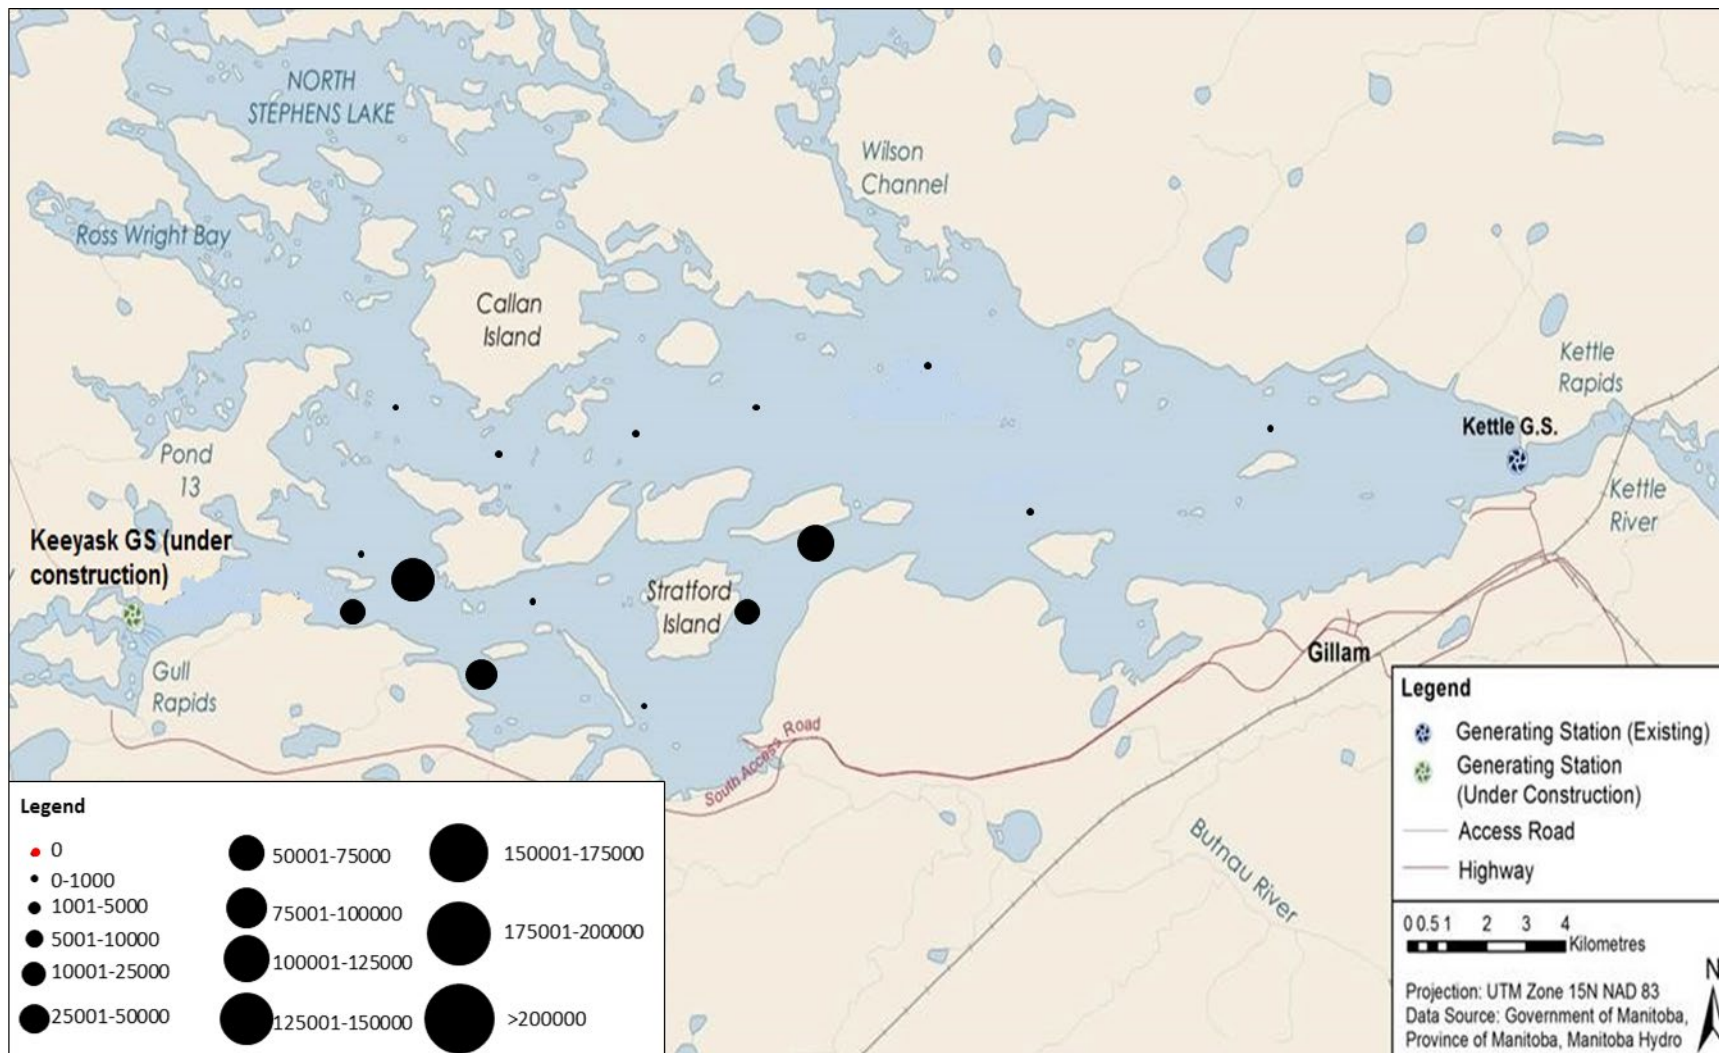 NORTH
STEPHENS LAKE
Wilson
Channel
Ross Wright Bay
Callan
Island
Kettle
Rapids
Kettle G.S.
Pond
13
Kettle
River
Keeyask GS (under
construction)
Stratford
Island
Gull
Rapids
Gillam
South Access Road
Butnau River
Legend
0
0-1000
1001-5000
5001-10000
10001-25000
25001-50000
50001-75000
75001-100000
100001-125000
125001-150000
150001-175000
175001-200000
>200000
Legend
Generating Station (Existing)
Generating Station
(Under Construction)
Access Road
Highway
0 0.5 1 2 3 4
Kilometres
N
Projection: UTM Zone 15N NAD 83
Data Source: Government of Manitoba,
Province of Manitoba, Manitoba Hydro